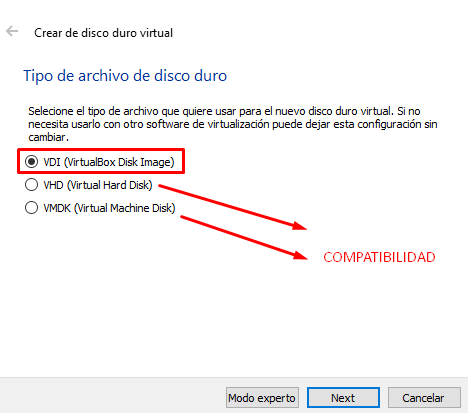 Crear de disco duro virtual
Tipo de archivo de disco duro
Seleccione el tipo de archivo que quiere usar para el nuevo disco duro virtual. Si no
necesita usarlo con otro software de virtualización puede dejar esta configuración sin
cambiar.
VDI (VirtualBox Disk Image)
VHD (Virtual Hard Disk)
VMDK (Virtual Machine Disk)
COMPATIBILIDAD
Modo experto
Next
Cancelar